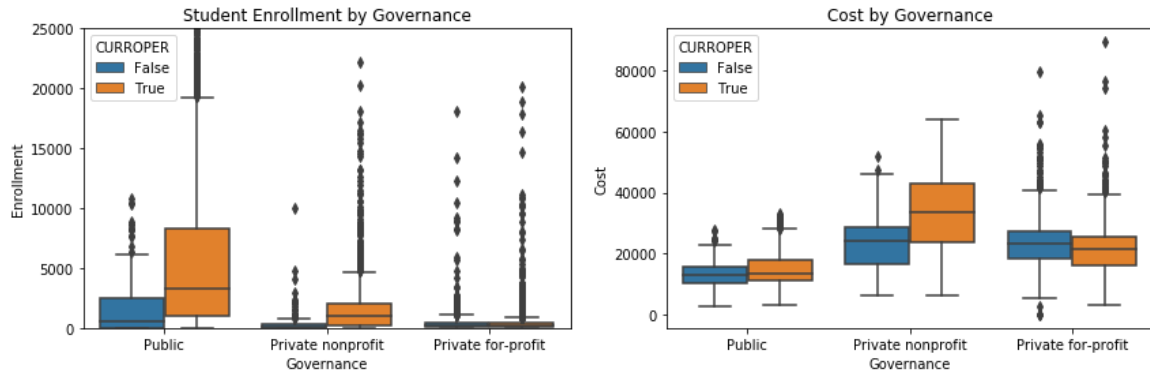 Student Enrollment by Governance
CURROPER
False
True
25000
20000
15000
10000
5000
0
Enrollment
Public
Private nonprofit
Private for-profit
Governance
Cost by Governance
CURROPER
False
True
80000
60000
40000
20000
0
Cost
Public
Private nonprofit
Private for-profit
Governance